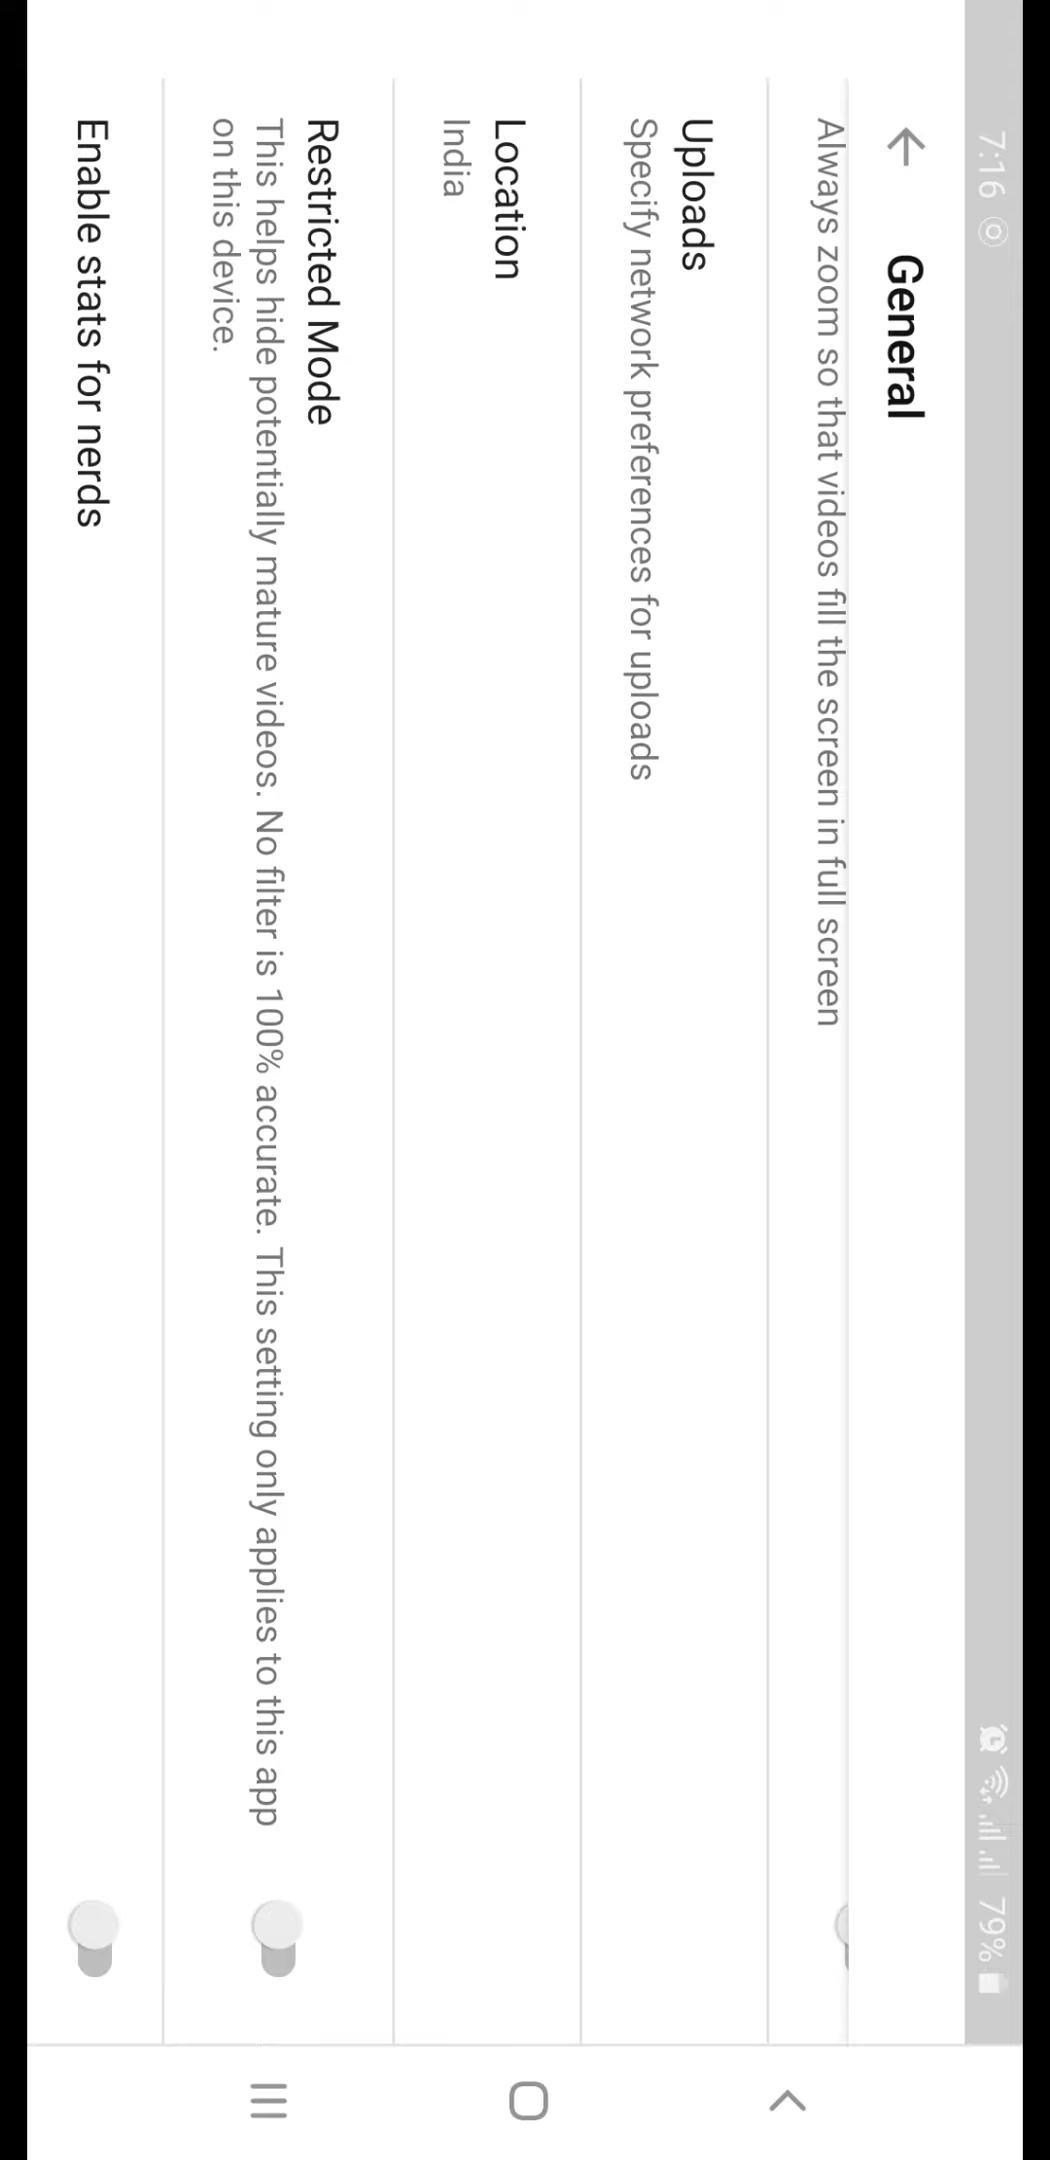 7:16
79%
General
Always zoom so that videos fill the screen in full screen
Uploads
Specify network preferences for uploads
Location
India
Restricted Mode
This helps hide potentially mature videos. No filter is 100% accurate. This setting only applies to this app
on this device.
Enable stats for nerds